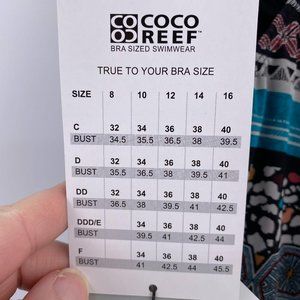 COCO
REEF™
BRA SIZED SWIMWEAR
TRUE TO YOUR BRA SIZE
SIZE 8 10 12 14 16
C 32 34 36 38 40
BUST 34.5 35.5 36.5 38 39.5
D 32 34 36 38 40
BUST 35.5 36.5 38 39.5 41
DD 32 34 36 38 40
BUST 36.5 38 39.5 41 42.5
DDD/E 34 36 38 40
BUST 39.5 41 42.5 44
F 34 36 38 40
BUST 41 42.5 44 45.5